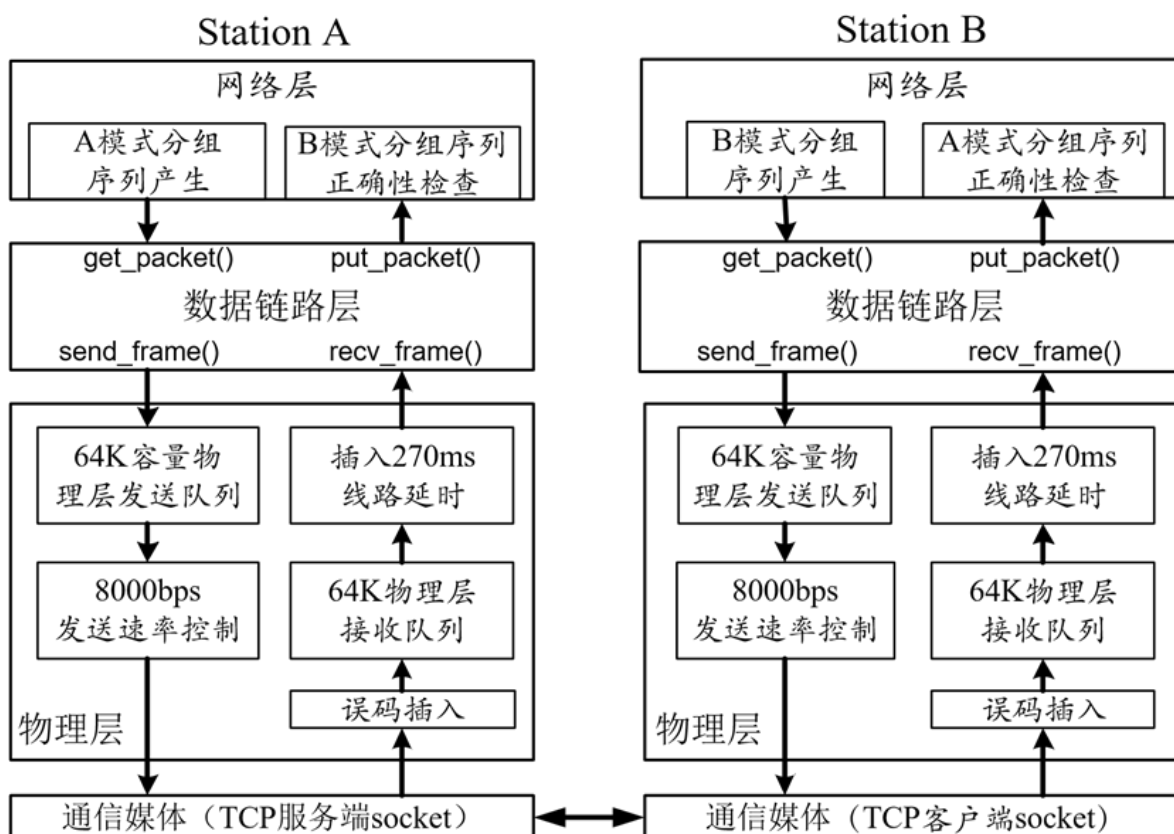 Station A
网络层
A模式分组
序列产生
B模式分组序列
正确性检查
get_packet()
put_packet()
数据链路层
send_frame()
recv_frame()
64K容量物
理层发送队列
插入270ms
线路延时
8000bps
发送速率控制
64K物理层
接收队列
误码插入
物理层
通信媒体（TCP服务端socket）
Station B
网络层
B模式分组
序列产生
A模式分组序列
正确性检查
get_packet()
put_packet()
数据链路层
send_frame()
recv_frame()
64K容量物
理层发送队列
插入270ms
线路延时
8000bps
发送速率控制
64K物理层
接收队列
误码插入
物理层
通信媒体（TCP客户端socket）